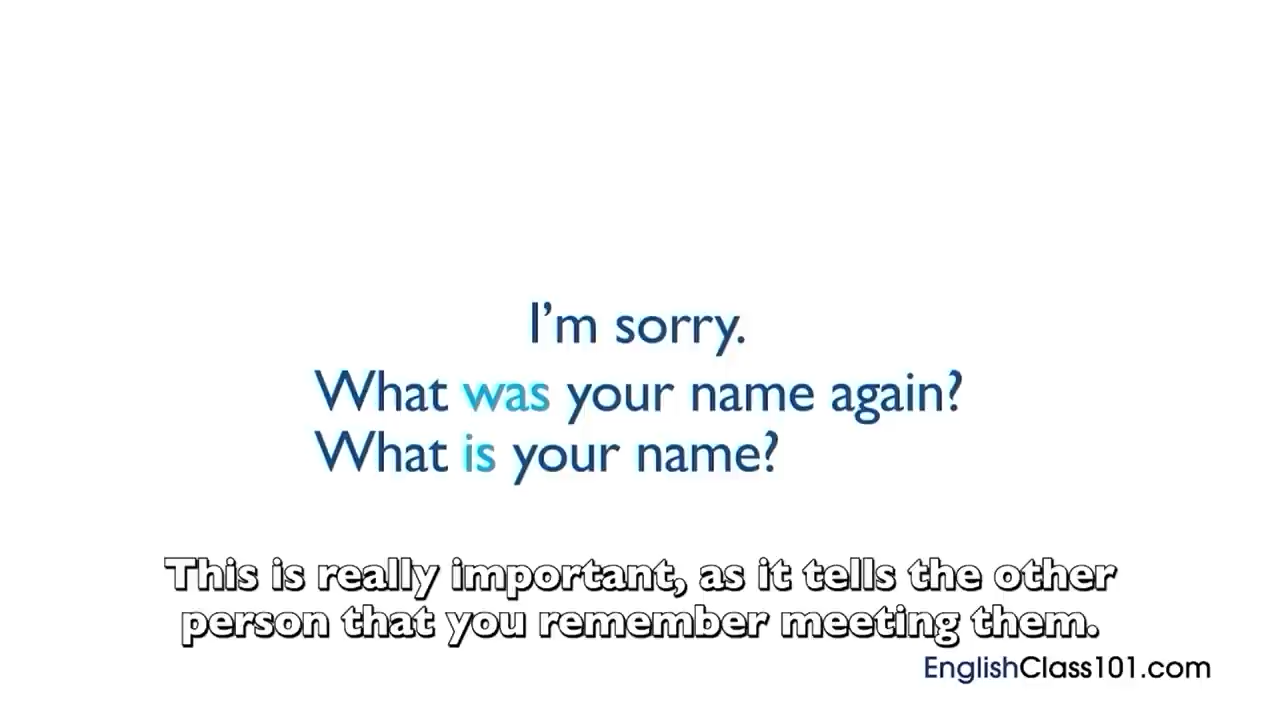 I'm sorry.
What was your name again?
What is your name?
This is really important, as it tells the other
person that you remember meeting them.
EnglishClass101.com